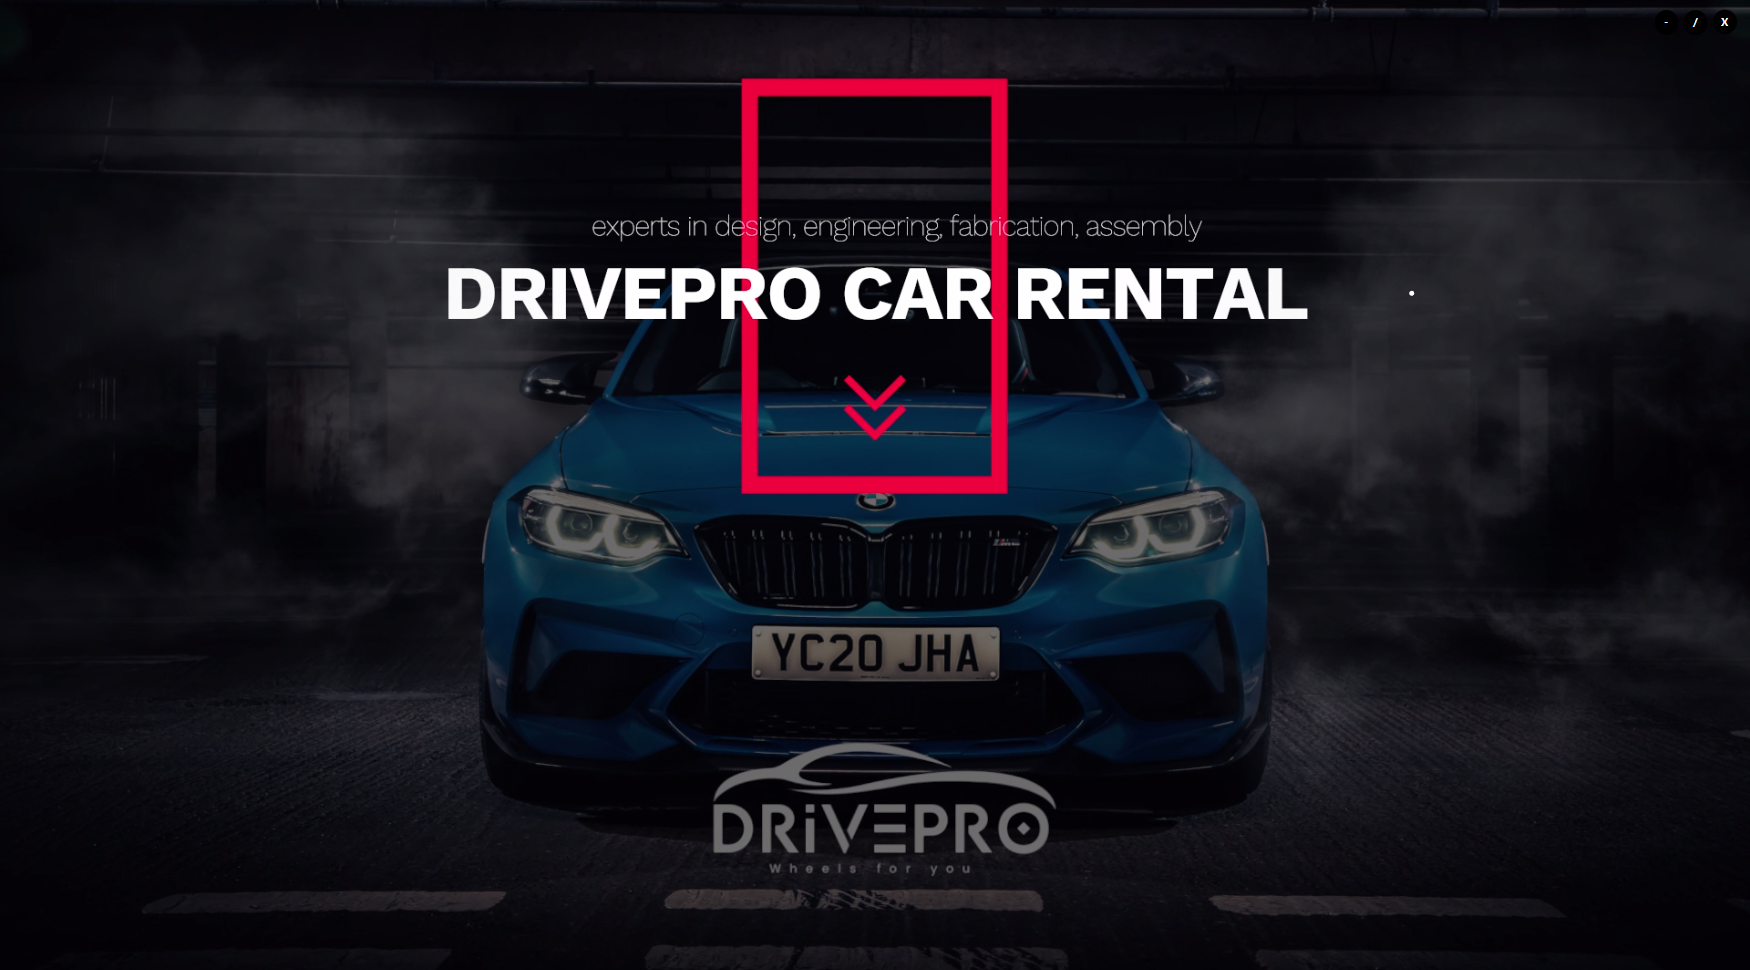 - / X
experts in design, engineering, fabrication, assembly
DRIVEPRO CAR RENTAL
YC20 JHA
DRiVEPRO
Wheels for you